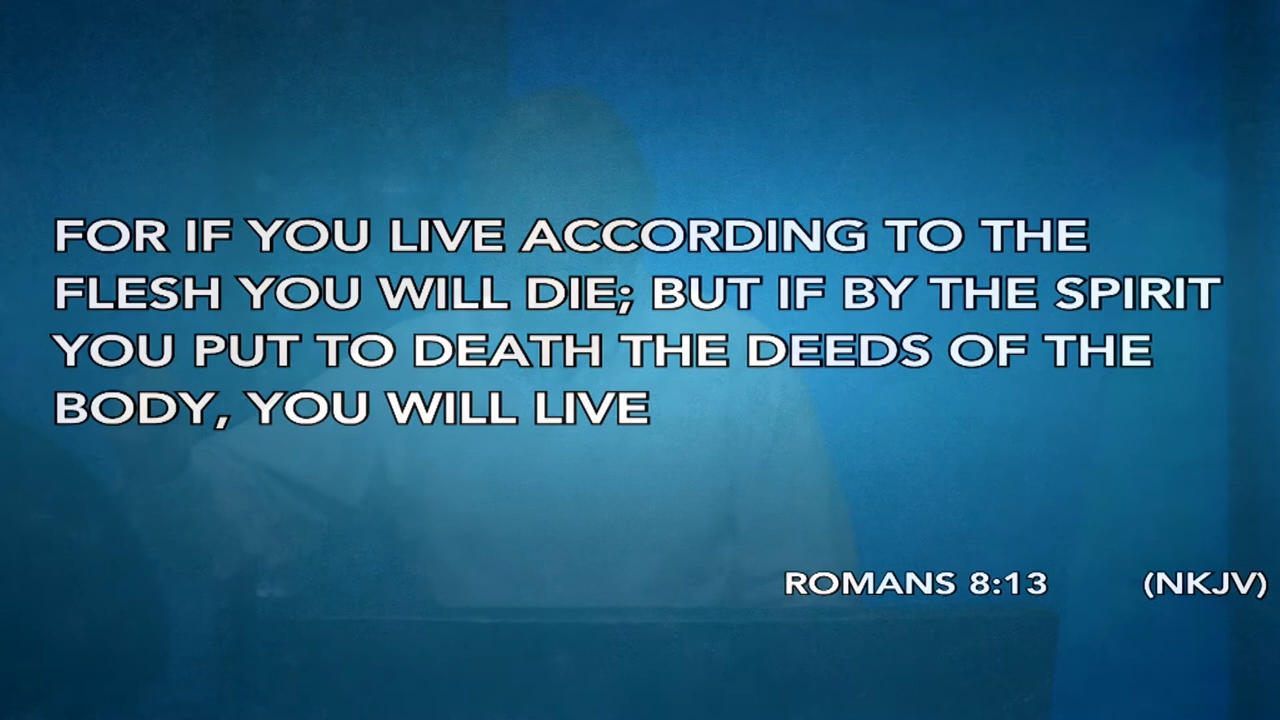 FOR IF YOU LIVE ACCORDING TO THE
FLESH YOU WILL DIE; BUT IF BY THE SPIRIT
YOU PUT TO DEATH THE DEEDS OF THE
BODY, YOU WILL LIVE
ROMANS 8:13 (NKJV)